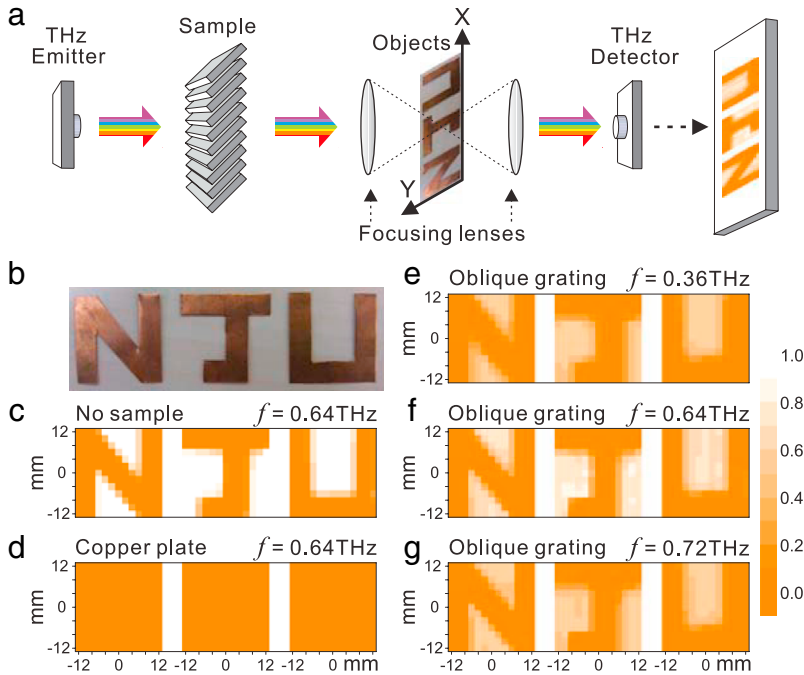 a
THz
Emitter
Sample
Objects
X
Y
Focusing lenses
THz
Detector
b
NJU
c
No sample f = 0.64THz
12
0
-12
mm
d
Copper plate f = 0.64THz
12
0
-12
mm
-12 0 12 -12 0 12 -12 0 mm
e
Oblique grating f = 0.36THz
12
0
-12
mm
f
Oblique grating f = 0.64THz
12
0
-12
mm
g
Oblique grating f = 0.72THz
12
0
-12
mm
-12 0 12 -12 0 12 -12 0 mm
1.0
0.8
0.6
0.4
0.2
0.0